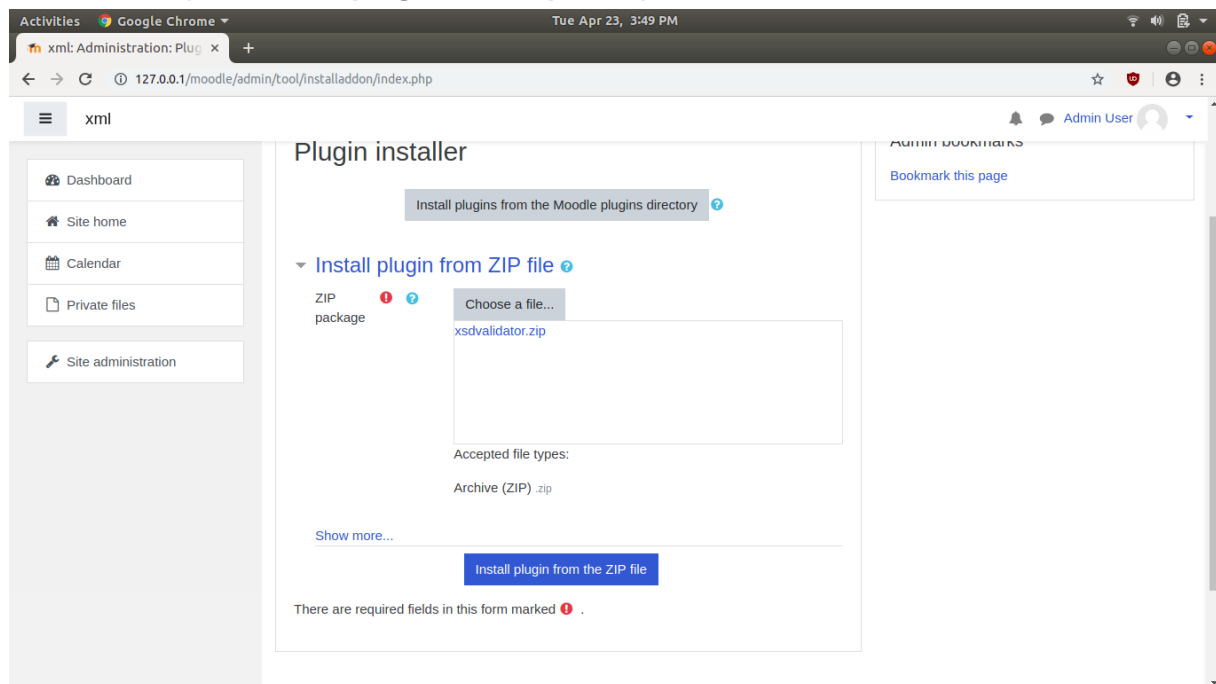 Activities Google Chrome Tue Apr 23, 3:49 PM
xml: Administration: Plug
127.0.0.1/moodle/admin/tool/installaddon/index.php
xml Admin User
Plugin installer
Admin bookmarks
Bookmark this page
Dashboard
Site home
Calendar
Private files
Site administration
Install plugins from the Moodle plugins directory
Install plugin from ZIP file
ZIP
package
Choose a file...
xsdvalidator.zip
Accepted file types:
Archive (ZIP) .zip
Show more...
Install plugin from the ZIP file
There are required fields in this form marked .